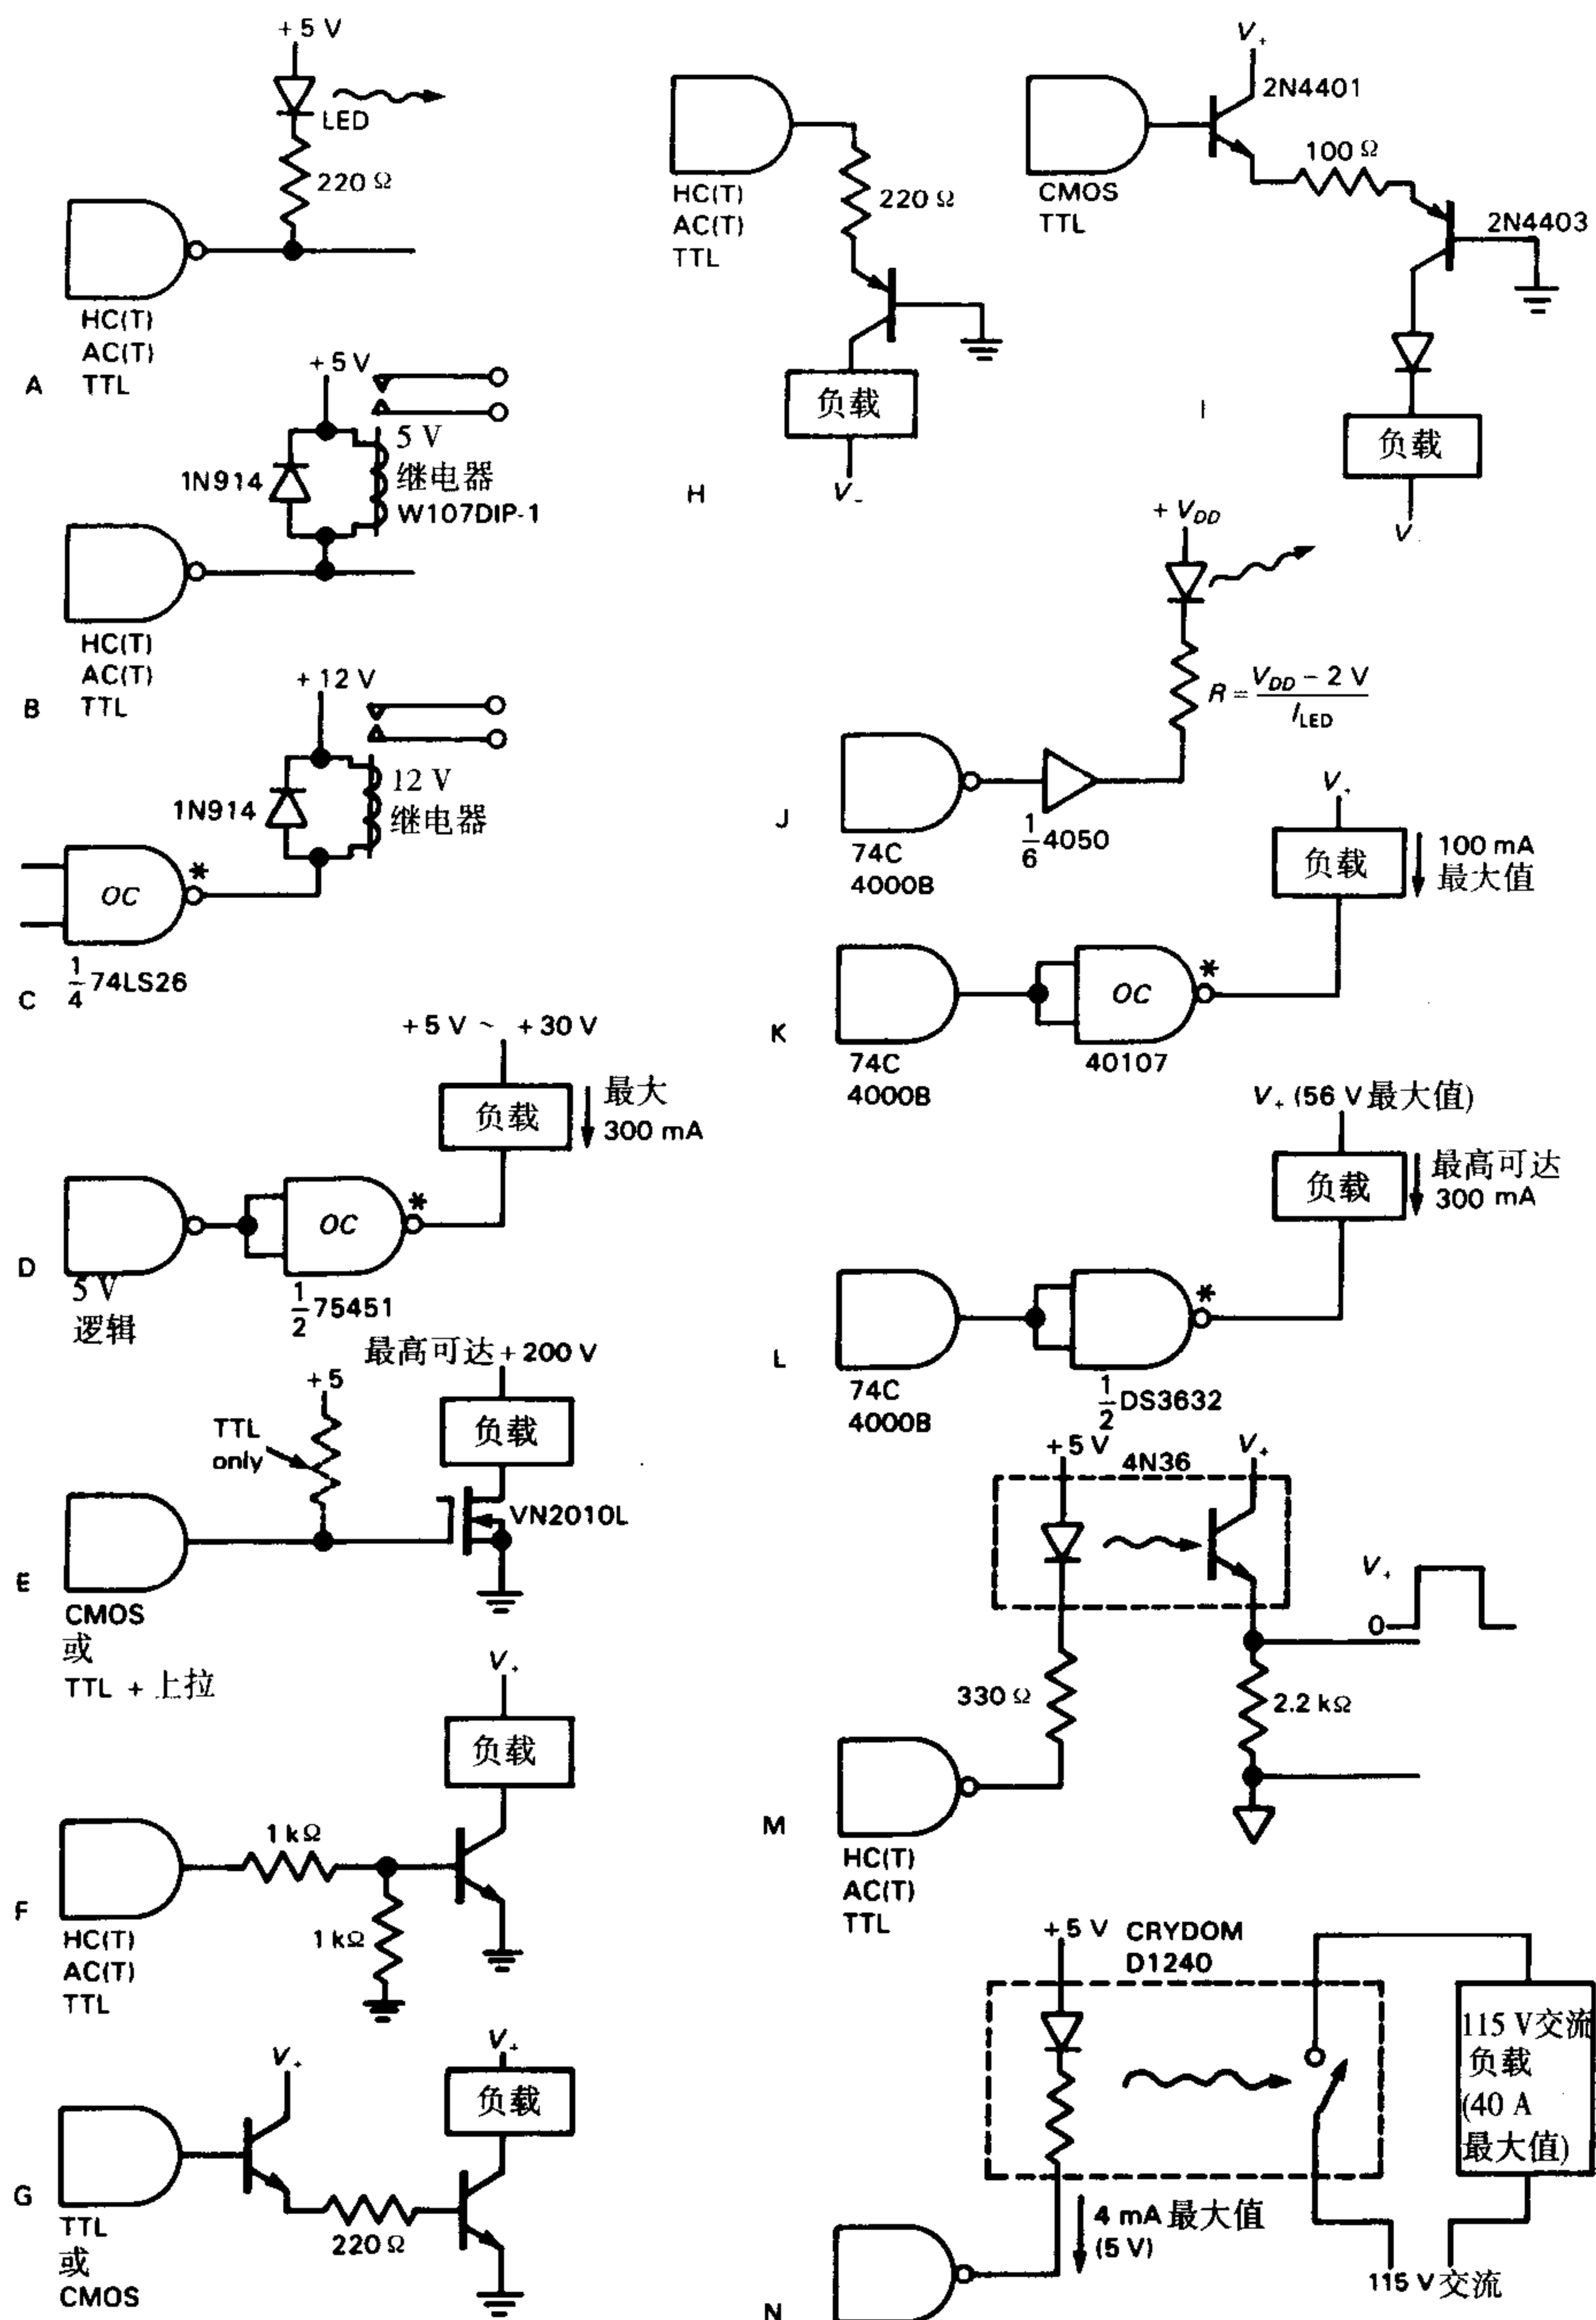 +5 V
LED
220 Ω
HC(T)
AC(T)
TTL
A
+5 V
5 V
继电器
W107DIP-1
1N914
HC(T)
AC(T)
TTL
B
+12 V
12 V
继电器
1N914
OC
*
1/4 74LS26
C
+5 V ~ +30 V
负载
最大
300 mA
OC
*
D
5 V
逻辑
1/2 75451
最高可达+200 V
+5
TTL
only
负载
VN2010L
E
CMOS
或
TTL + 上拉
V+
负载
1 kΩ
1 kΩ
F
HC(T)
AC(T)
TTL
V+
V+
负载
220 Ω
G
TTL
或
CMOS
HC(T)
AC(T)
TTL
220 Ω
负载
H
V-
V+
2N4401
100 Ω
2N4403
CMOS
TTL
I
负载
V
+ VDD
R = (VDD − 2 V)/ILED
J
74C
4000B
1/6 4050
V+
负载
100 mA
最大值
OC
*
K
74C
4000B
40107
V+ (56 V最大值)
负载
最高可达
300 mA
*
L
74C
4000B
1/2 DS3632
+5 V
4N36
V+
V+
0
330 Ω
2.2 kΩ
M
HC(T)
AC(T)
TTL
+5 V
CRYDOM
D1240
115 V交流
负载
(40 A
最大值)
4 mA 最大值
(5 V)
115 V交流
N